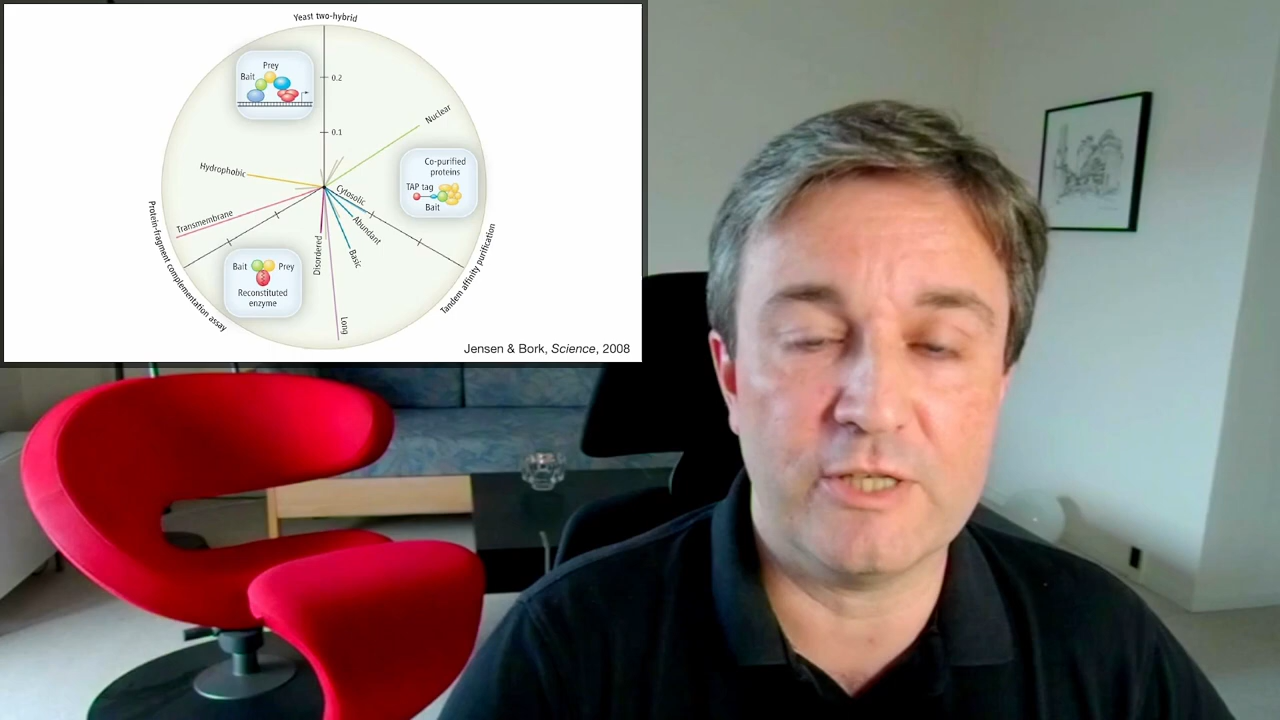 Yeast two-hybrid
Prey
Bait
0.2
0.1
Nuclear
Co-purified
proteins
TAP tag
Bait
Hydrophobic
Cytosolic
Transmembrane
Abundant
Disordered
Basic
Long
Bait
Prey
Reconstituted
enzyme
Protein-fragment complementation assay
Tandem affinity purification
Jensen & Bork, Science, 2008